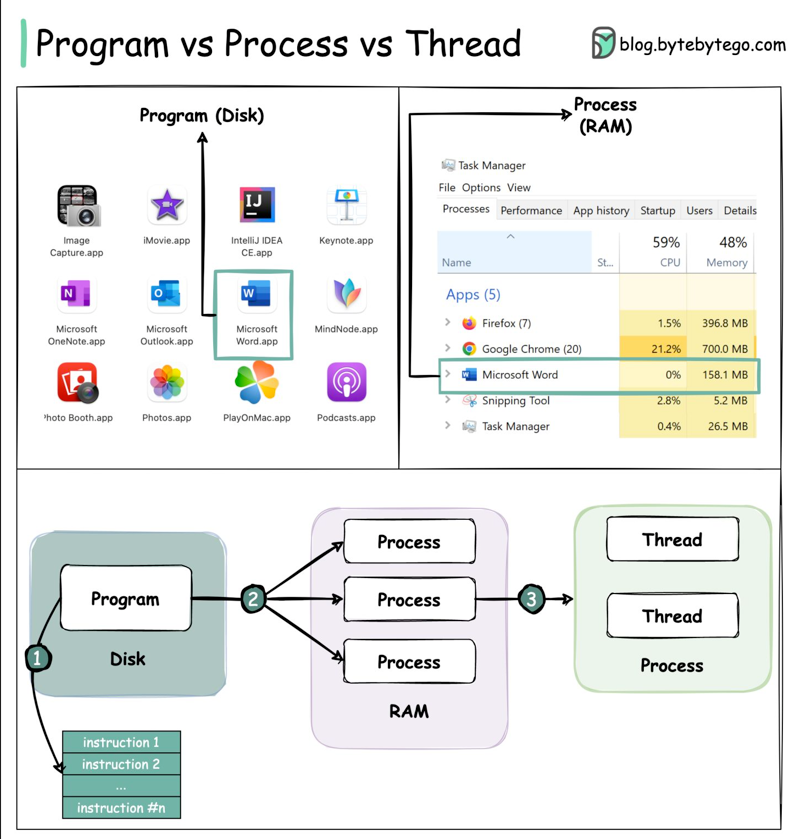 Program vs Process vs Thread
blog.bytebytego.com
Program (Disk)
Image
Capture.app
iMovie.app
IntelliJ IDEA
CE.app
Keynote.app
Microsoft
OneNote.app
Microsoft
Outlook.app
Microsoft
Word.app
MindNode.app
Photo Booth.app
Photos.app
PlayOnMac.app
Podcasts.app
Process
(RAM)
Task Manager
File Options View
Processes Performance App history Startup Users Details
59% 48%
Name St... CPU Memory
Apps (5)
Firefox (7) 1.5% 396.8 MB
Google Chrome (20) 21.2% 700.0 MB
Microsoft Word 0% 158.1 MB
Snipping Tool 2.8% 5.2 MB
Task Manager 0.4% 26.5 MB
Program
Disk
1
instruction 1
instruction 2
...
instruction #n
2
Process
Process
Process
RAM
3
Thread
Thread
Process